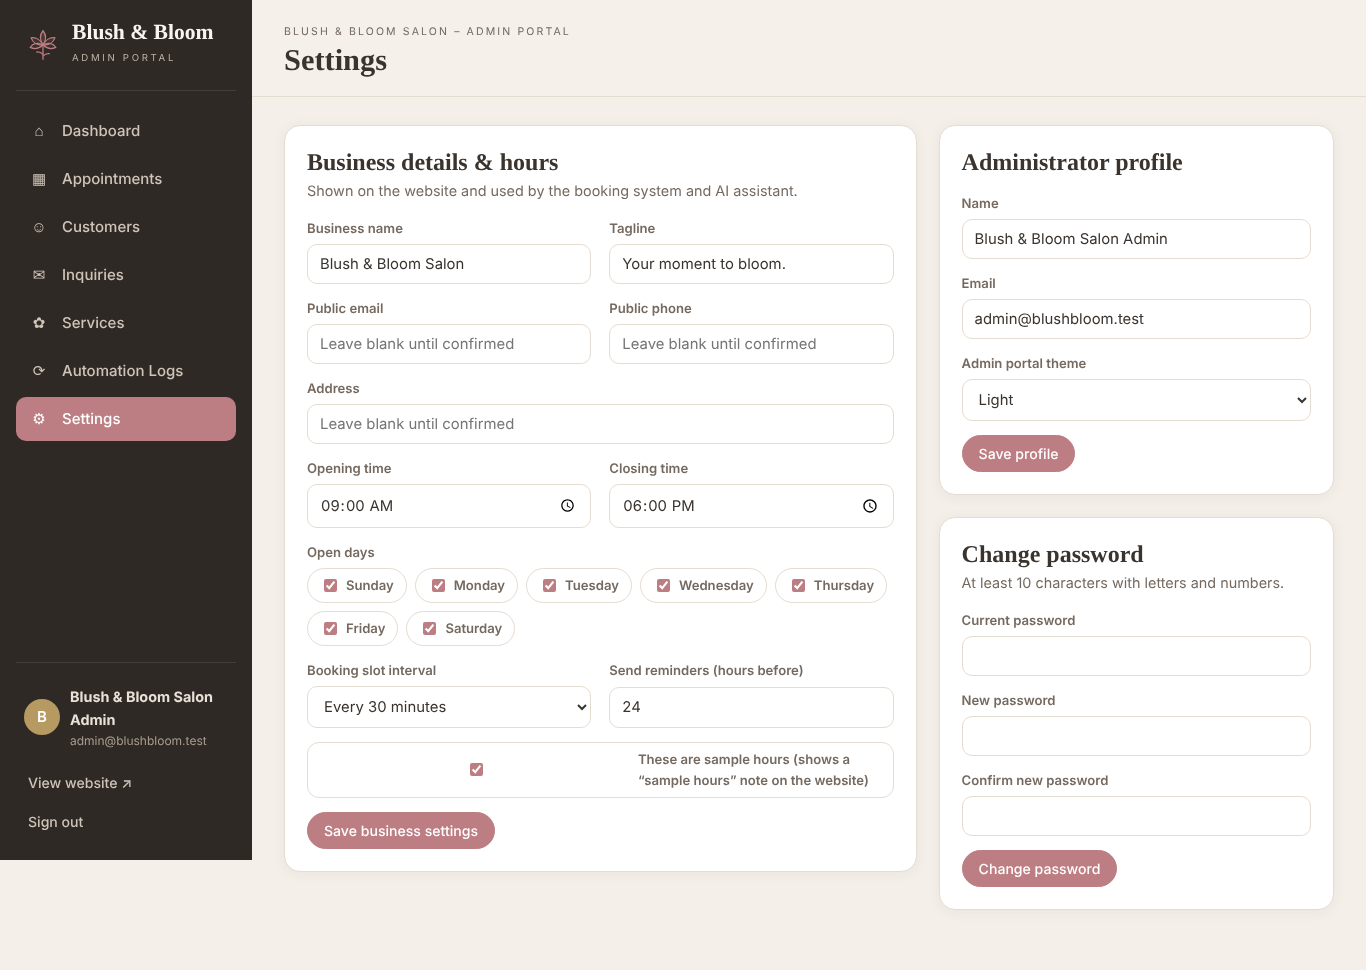 Blush & Bloom
ADMIN PORTAL
Dashboard
Appointments
Customers
Inquiries
Services
Automation Logs
Settings
B
Blush & Bloom Salon
Admin
admin@blushbloom.test
View website ↗
Sign out
BLUSH & BLOOM SALON – ADMIN PORTAL
Settings
Business details & hours
Shown on the website and used by the booking system and AI assistant.
Business name
Tagline
Blush & Bloom Salon
Your moment to bloom.
Public email
Public phone
Leave blank until confirmed
Leave blank until confirmed
Address
Leave blank until confirmed
Opening time
Closing time
09:00 AM
06:00 PM
Open days
Sunday
Monday
Tuesday
Wednesday
Thursday
Friday
Saturday
Booking slot interval
Send reminders (hours before)
Every 30 minutes
24
These are sample hours (shows a
“sample hours” note on the website)
Save business settings
Administrator profile
Name
Blush & Bloom Salon Admin
Email
admin@blushbloom.test
Admin portal theme
Light
Save profile
Change password
At least 10 characters with letters and numbers.
Current password
New password
Confirm new password
Change password